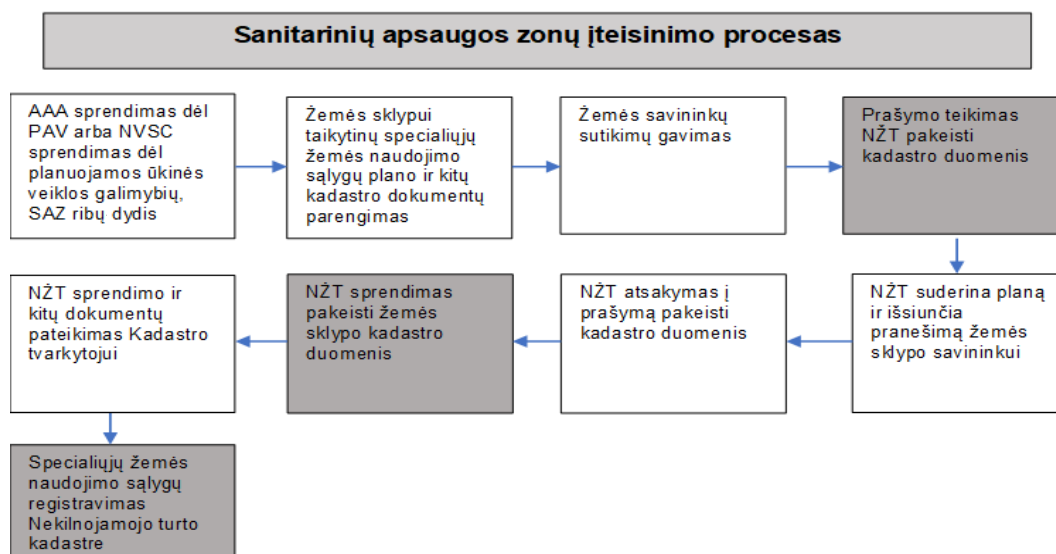 Sanitarinių apsaugos zonų įteisinimo procesas
AAA sprendimas dėl
PAV arba NVSC
sprendimas dėl
planuojamos ūkinės
veiklos galimybių,
SAZ ribų dydis
Žemės sklypui
taikytinų specialiųjų
žemės naudojimo
sąlygų plano ir kitų
kadastro dokumentų
parengimas
Žemės savininkų
sutikimų gavimas
Prašymo teikimas
NŽT pakeisti
kadastro duomenis
NŽT suderina planą
ir išsiunčia
pranešimą žemės
sklypo savininkui
NŽT atsakymas į
prašymą pakeisti
kadastro duomenis
NŽT sprendimas
pakeisti žemės
sklypo kadastro
duomenis
NŽT sprendimo ir
kitų dokumentų
pateikimas Kadastro
tvarkytojui
Specialiųjų žemės
naudojimo sąlygų
registravimas
Nekilnojamojo turto
kadastre